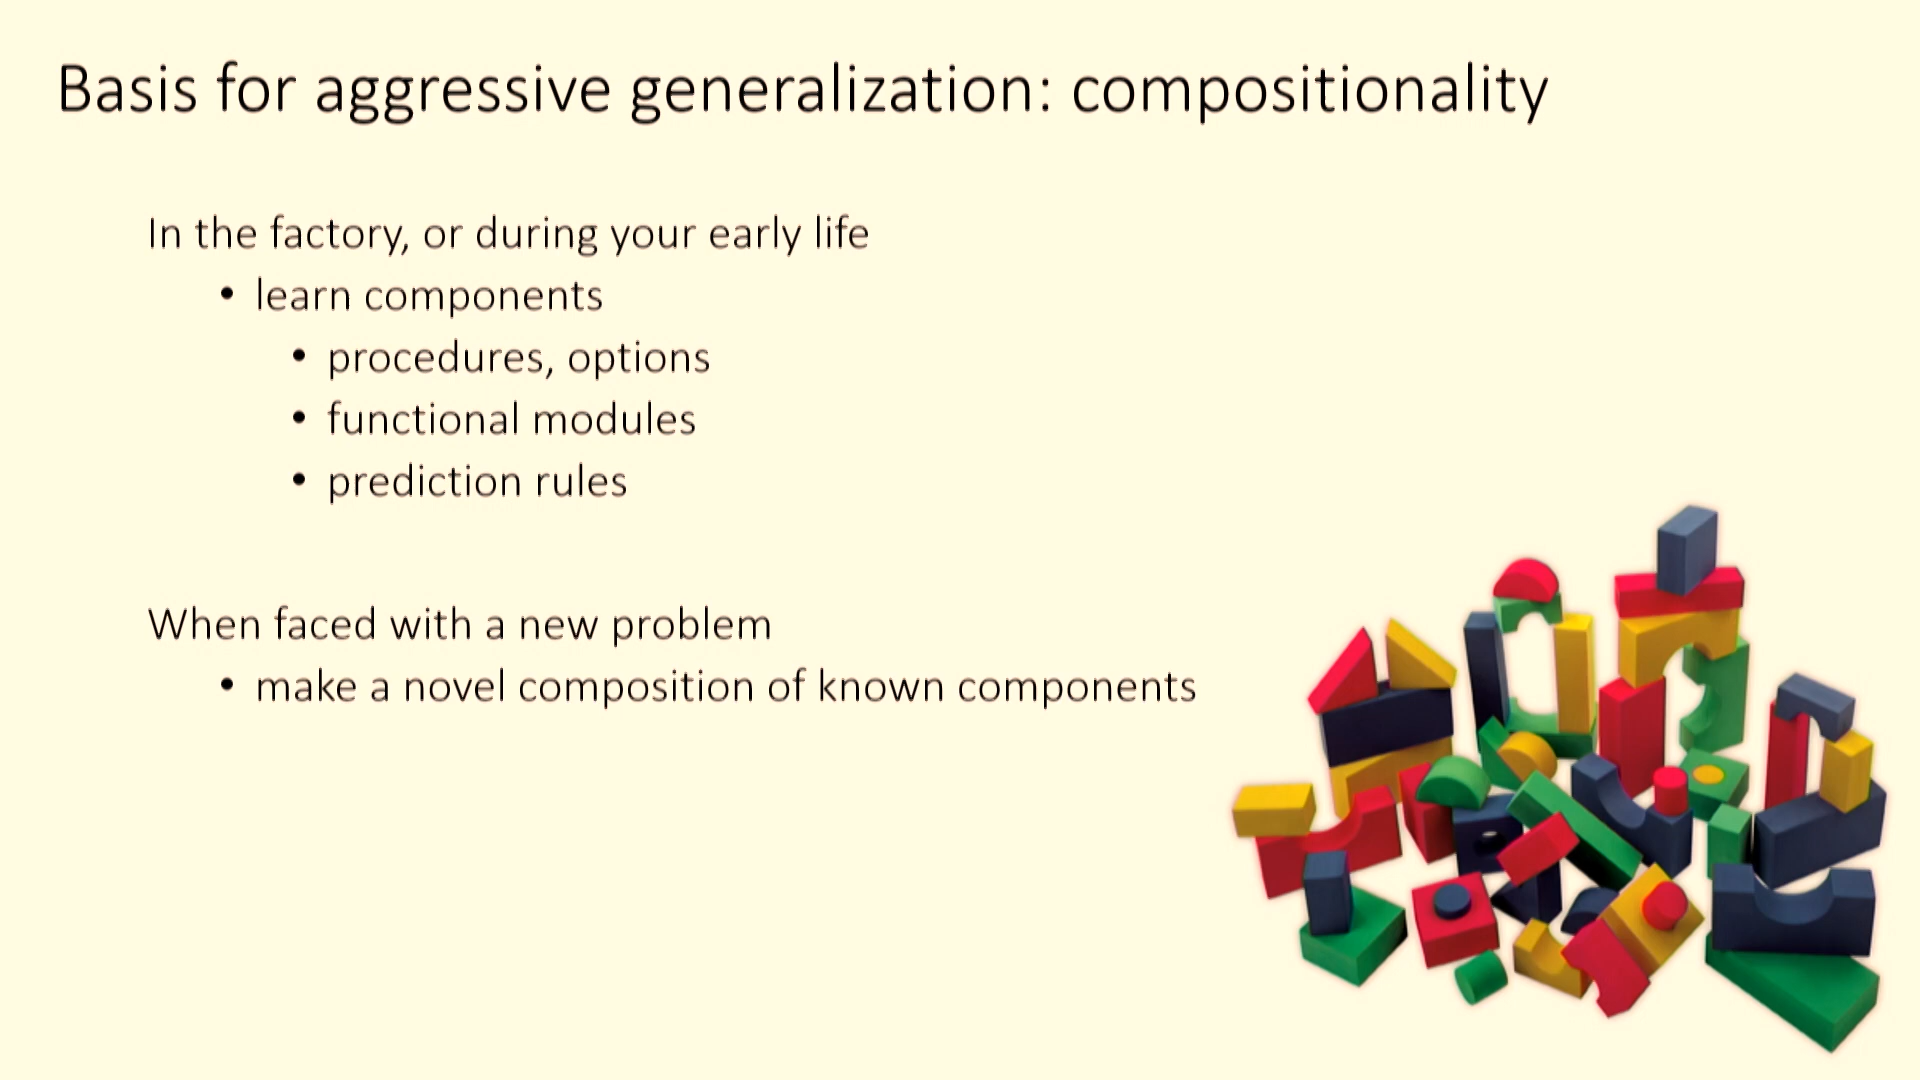 Basis for aggressive generalization: compositionality
In the factory, or during your early life
• learn components
• procedures, options
• functional modules
• prediction rules
When faced with a new problem
• make a novel composition of known components